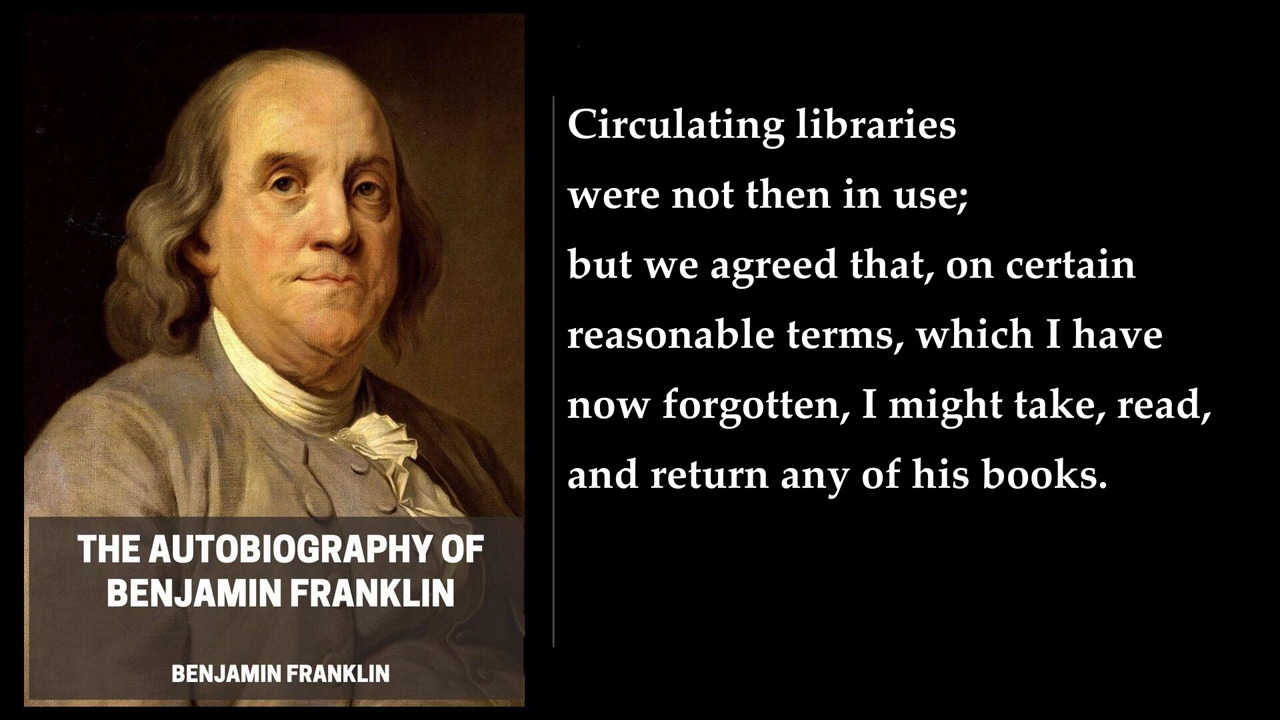 THE AUTOBIOGRAPHY OF
BENJAMIN FRANKLIN
BENJAMIN FRANKLIN
Circulating libraries
were not then in use;
but we agreed that, on certain
reasonable terms, which I have
now forgotten, I might take, read,
and return any of his books.